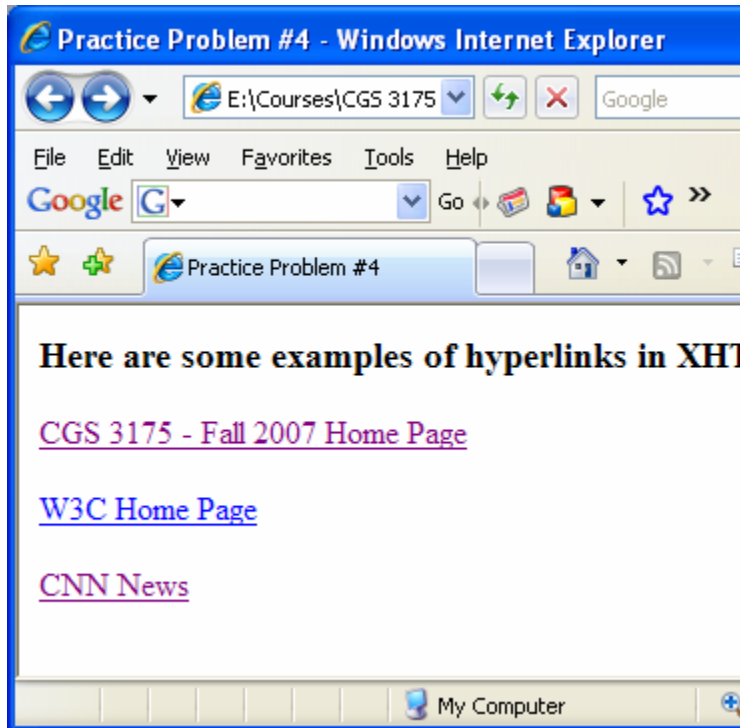 Practice Problem #4 - Windows Internet Explorer
E:\Courses\CGS 3175 Google
File Edit View Favorites Tools Help
Google G Go »
Practice Problem #4
Here are some examples of hyperlinks in XHT
CGS 3175 - Fall 2007 Home Page
W3C Home Page
CNN News
My Computer